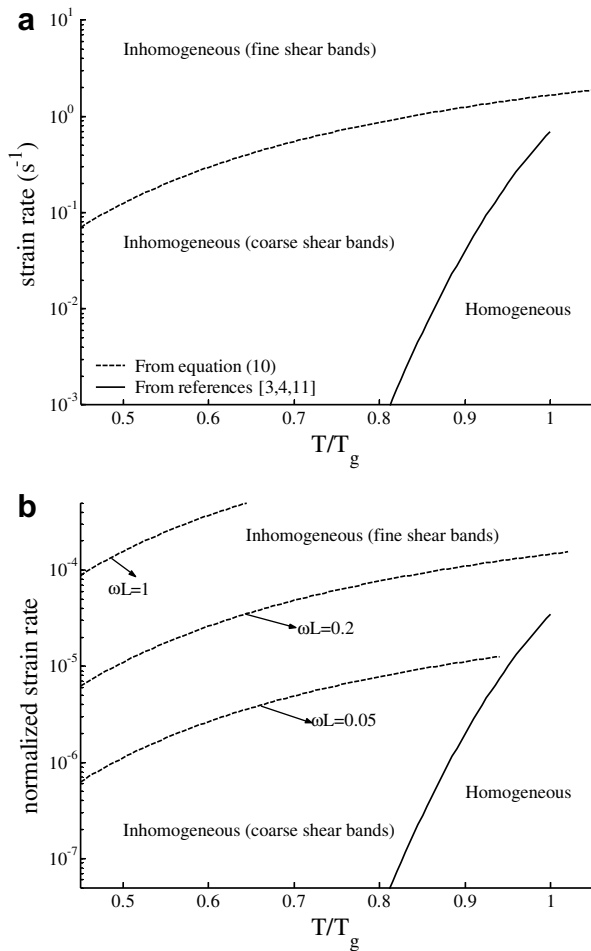 a
10^1
Inhomogeneous (fine shear bands)
10^0
strain rate (s^-1)
10^-1
Inhomogeneous (coarse shear bands)
10^-2
Homogeneous
From equation (10)
From references [3,4,11]
10^-3
0.5 0.6 0.7 0.8 0.9 1
T/T_g
b
Inhomogeneous (fine shear bands)
10^-4
ωL=1
ωL=0.2
10^-5
normalized strain rate
ωL=0.05
10^-6
Homogeneous
Inhomogeneous (coarse shear bands)
10^-7
0.5 0.6 0.7 0.8 0.9 1
T/T_g